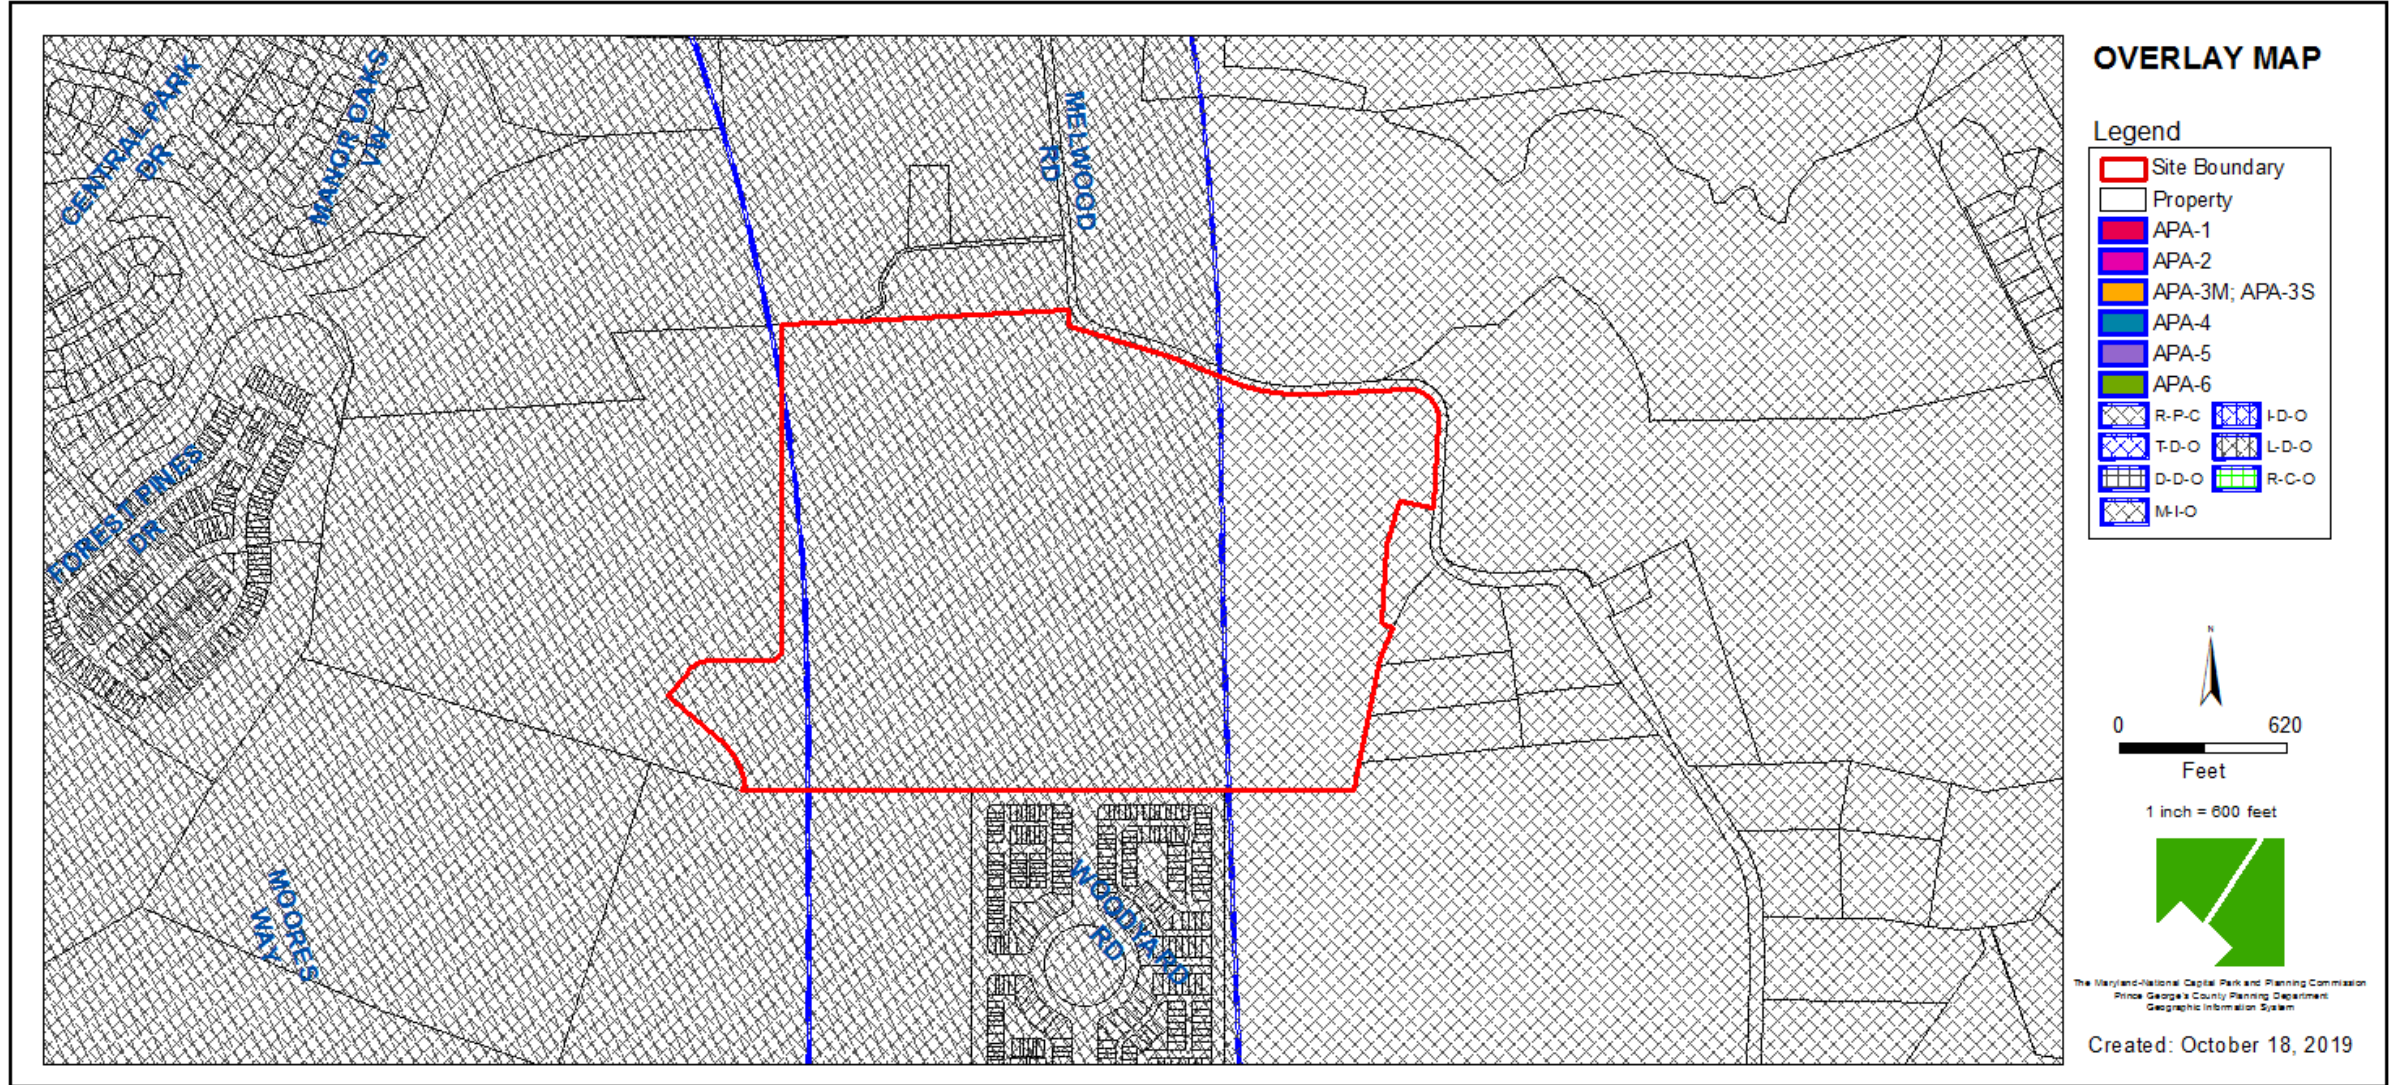 OVERLAY MAP
Legend
Site Boundary
Property
APA-1
APA-2
APA-3M; APA-3S
APA-4
APA-5
APA-6
R-P-C
I-D-O
T-D-O
L-D-O
D-D-O
R-C-O
M-I-O
N
0 620
Feet
1 inch = 600 feet
The Maryland-National Capital Park and Planning Commission
Prince George's County Planning Department
Geographic Information System
Created: October 18, 2019
CENTRAL PARK
DR
MANOR OAKS
VW
MELWOOD
RD
FOREST PINES
DR
MOORES
WAY
WOODYARD
RD